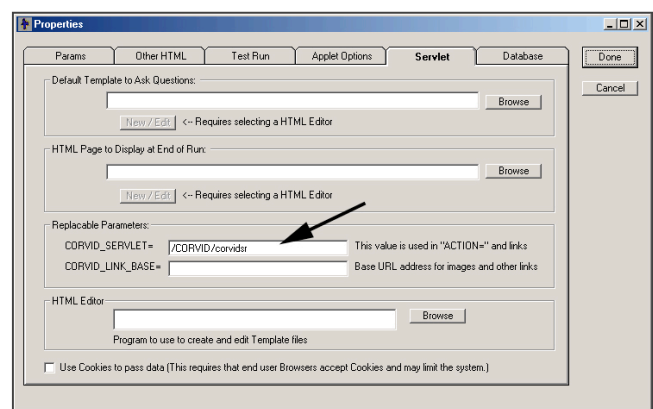 Properties
Params Other HTML Test Run Applet Options Servlet Database
Done
Cancel
Default Template to Ask Questions:
Browse
New / Edit <-- Requires selecting a HTML Editor
HTML Page to Display at End of Run:
Browse
New / Edit <-- Requires selecting a HTML Editor
Replacable Parameters:
CORVID_SERVLET= /CORVID/corvidsr This value is used in "ACTION=" and links
CORVID_LINK_BASE= Base URL address for images and other links
HTML Editor
Browse
Program to use to create and edit Template files
Use Cookies to pass data (This requires that end user Browsers accept Cookies and may limit the system.)